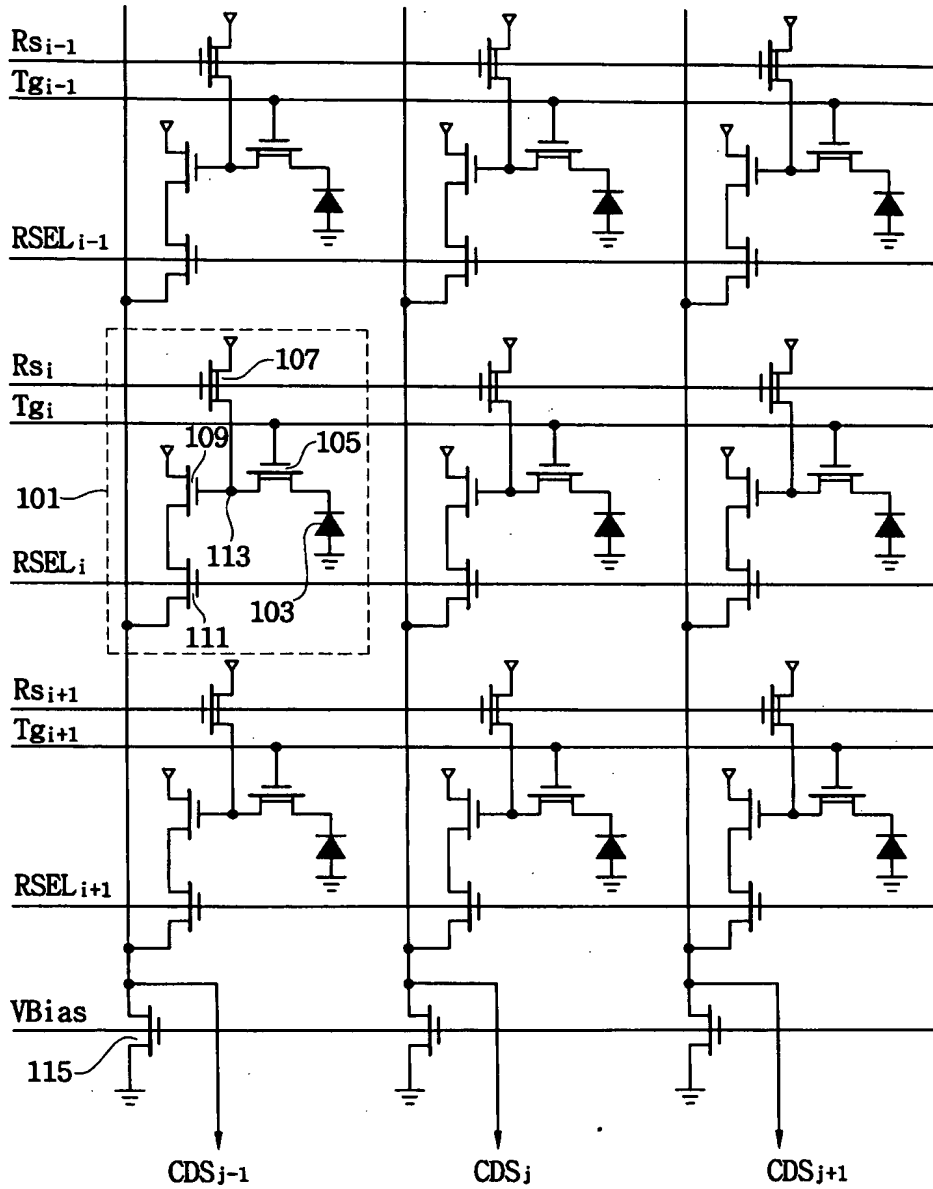 Rsi-1
Tgi-1
RSELi-1
Rsi
107
Tgi
109
105
101
113
RSELi
103
111
Rsi+1
Tgi+1
RSELi+1
VBias
115
CDSj-1 CDSj CDSj+1